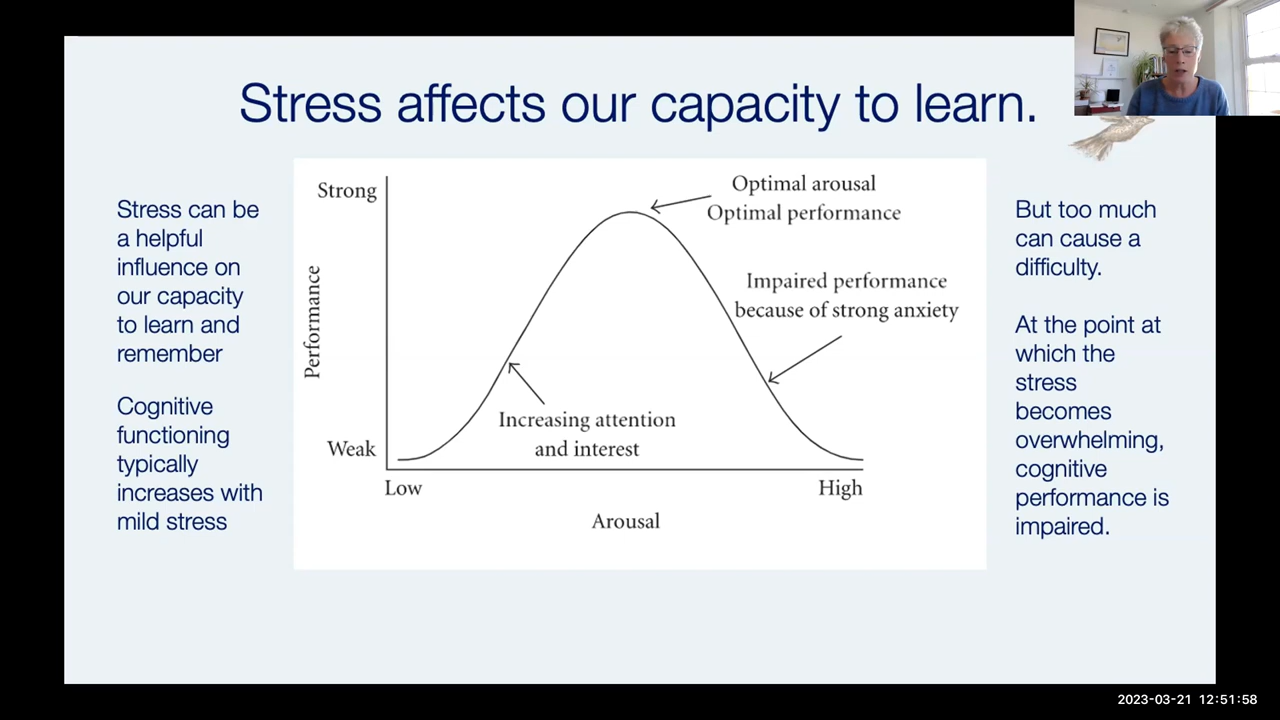 Stress affects our capacity to learn.
Stress can be
a helpful
influence on
our capacity
to learn and
remember
Cognitive
functioning
typically
increases with
mild stress
Strong
Performance
Weak
Low
High
Arousal
Optimal arousal
Optimal performance
Impaired performance
because of strong anxiety
Increasing attention
and interest
But too much
can cause a
difficulty.
At the point at
which the
stress
becomes
overwhelming,
cognitive
performance is
impaired.
2023-03-21 12:51:58